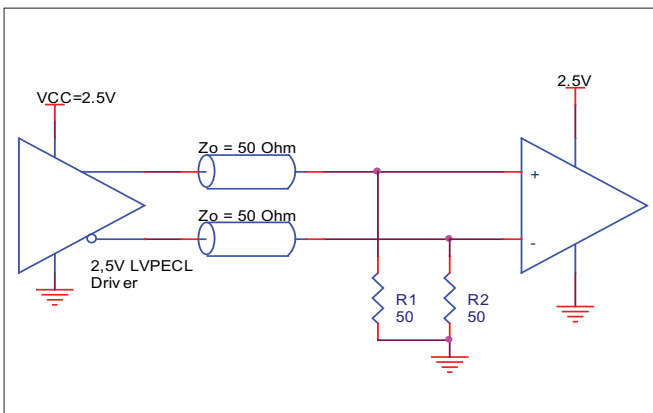 VCC=2.5V
2.5V
Zo = 50 Ohm
+
Zo = 50 Ohm
-
2,5V LVPECL
Driver
R1
50
R2
50